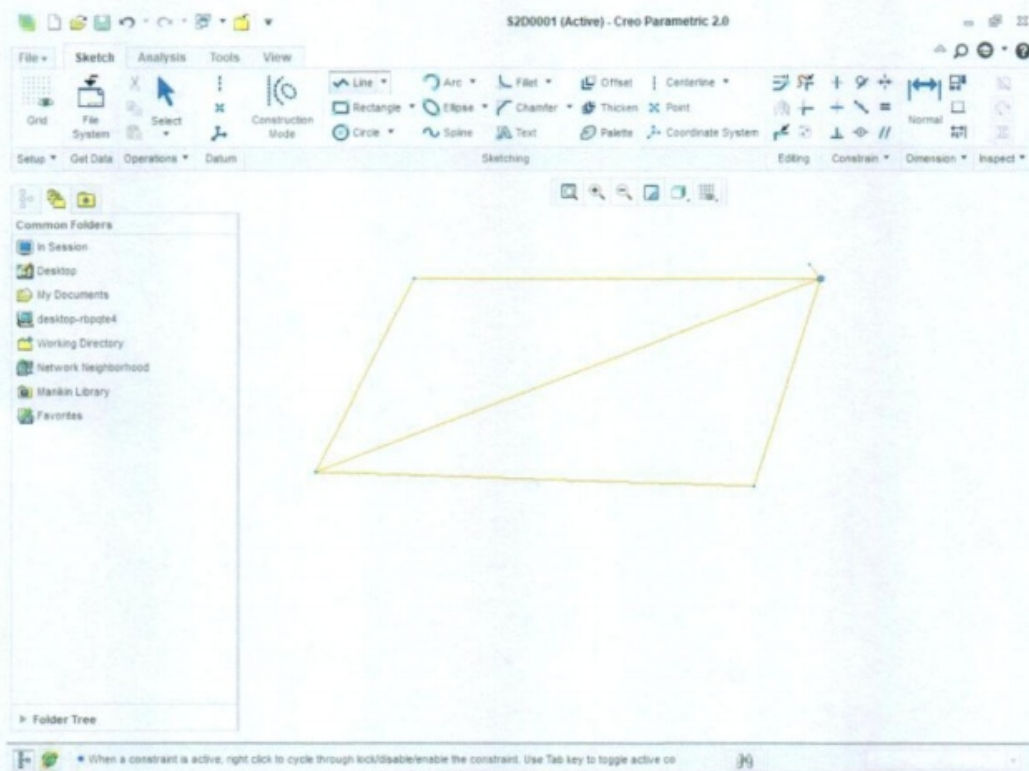 S2D0001 (Active) - Creo Parametric 2.0
File Sketch Analysis Tools View
Line Arc Fillet Offset Centerline
Rectangle Ellipse Chamfer Thicken Point
Circle Spline Text Palette Coordinate System
Grid File System Select Construction Mode Normal
Setup Get Data Operations Datum Sketching Editing Constrain Dimension Inspect
Common Folders
In Session
Desktop
My Documents
desktop-rbpqte4
Working Directory
Network Neighborhood
Manikin Library
Favorites
Folder Tree
When a constraint is active, right click to cycle through lock/disable/enable the constraint. Use Tab key to toggle active co